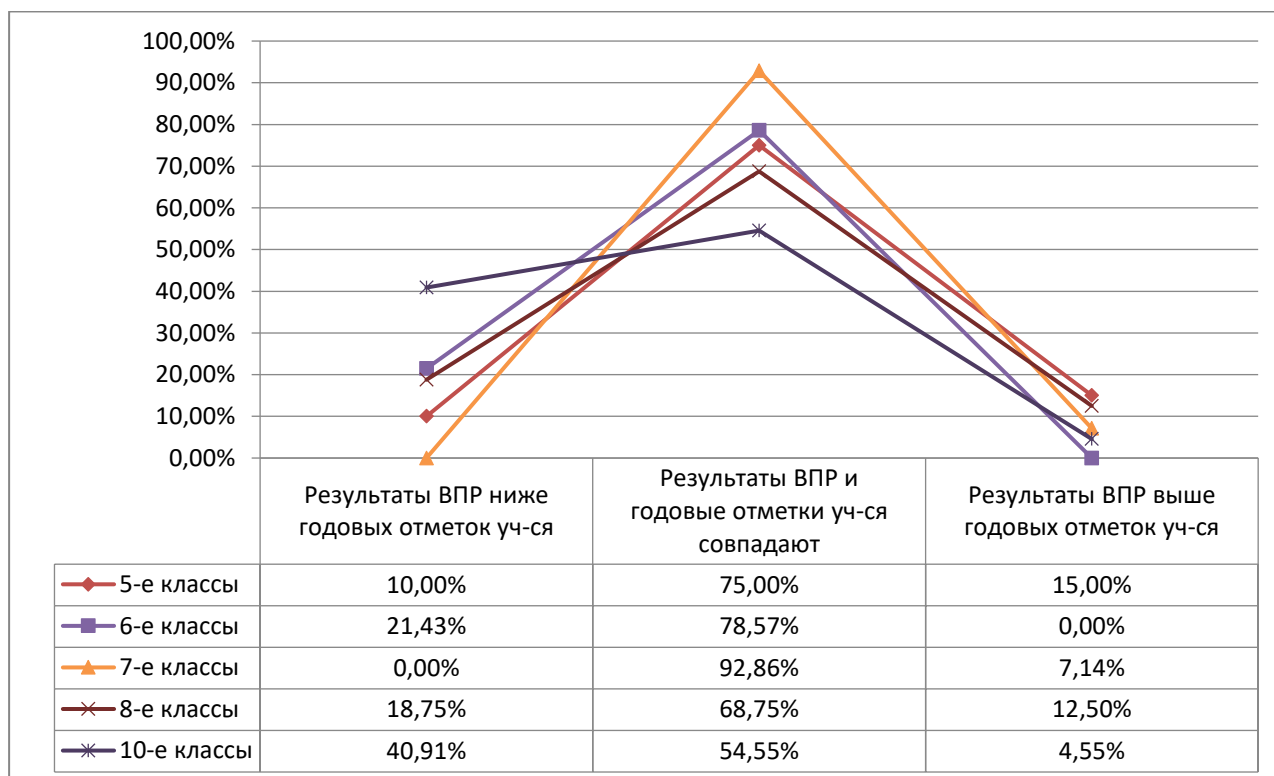 100,00%
90,00%
80,00%
70,00%
60,00%
50,00%
40,00%
30,00%
20,00%
10,00%
0,00%
Результаты ВПР ниже
годовых отметок уч-ся
Результаты ВПР и
годовые отметки уч-ся
совпадают
Результаты ВПР выше
годовых отметок уч-ся
5-е классы 10,00% 75,00% 15,00%
6-е классы 21,43% 78,57% 0,00%
7-е классы 0,00% 92,86% 7,14%
8-е классы 18,75% 68,75% 12,50%
10-е классы 40,91% 54,55% 4,55%